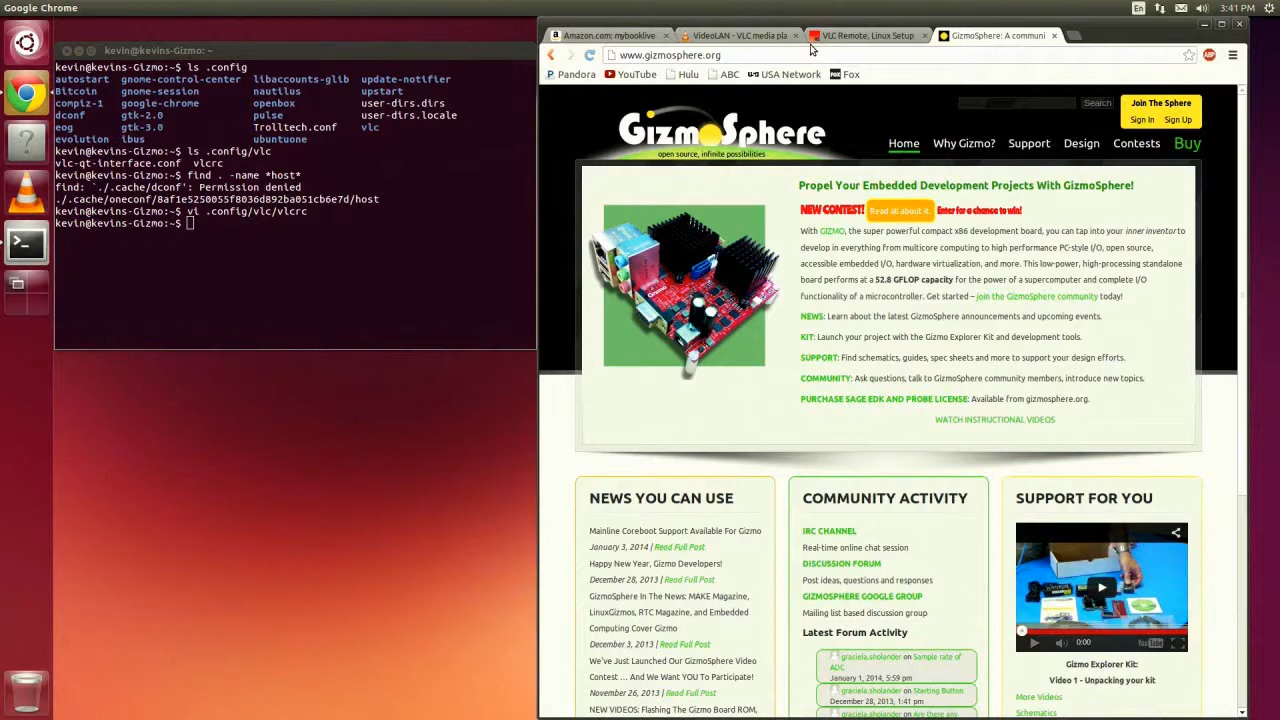 Google Chrome
En
3:41 PM
kevin@kevins-Gizmo: ~
kevin@kevin-Gizmo:~$ ls .config
autostart gnome-control-center libaccounts-glib update-notifier
Bitcoin gnome-session nautilus upstart
compiz-1 google-chrome openbox user-dirs.dirs
dconf gtk-2.0 pulse user-dirs.locale
eog gtk-3.0 Trolltech.conf vlc
evolution ibus ubuntuone
kevin@kevin-Gizmo:~$ ls .config/vlc
vlc-qt-interface.conf vlcrc
kevin@kevin-Gizmo:~$ find . -name *host*
find: `./.cache/dconf': Permission denied
./.cache/oneconf/8af1e5250055f8036d892ba051cb6e7d/host
kevin@kevin-Gizmo:~$ vi .config/vlc/vlcrc
kevin@kevin-Gizmo:~$
Amazon.com: mybooklive
VideoLAN - VLC media pla
VLC Remote, Linux Setup
GizmoSphere: A communi
www.gizmosphere.org
ABP
Pandora YouTube Hulu ABC USA Network Fox
Search
Join The Sphere
Sign In Sign Up
GizmoSphere
open source, infinite possibilities
Home Why Gizmo? Support Design Contests Buy
Propel Your Embedded Development Projects With GizmoSphere!
NEW CONTEST! Read all about it. Enter for a chance to win!
With GIZMO, the super powerful compact x86 development board, you can tap into your inner inventor to
develop in everything from multicore computing to high performance PC-style I/O, open source,
accessible embedded I/O, hardware virtualization, and more. This low-power, high-processing standalone
board performs at a 52.8 GFLOP capacity for the power of a supercomputer and complete I/O
functionality of a microcontroller. Get started – join the GizmoSphere community today!
NEWS: Learn about the latest GizmoSphere announcements and upcoming events.
KIT: Launch your project with the Gizmo Explorer Kit and development tools.
SUPPORT: Find schematics, guides, spec sheets and more to support your design efforts.
COMMUNITY: Ask questions, talk to GizmoSphere community members, introduce new topics.
PURCHASE SAGE EDK AND PROBE LICENSE: Available from gizmosphere.org.
WATCH INSTRUCTIONAL VIDEOS
NEWS YOU CAN USE
Mainline Coreboot Support Available For Gizmo
January 3, 2014 | Read Full Post
Happy New Year, Gizmo Developers!
December 28, 2013 | Read Full Post
GizmoSphere In The News: MAKE Magazine,
LinuxGizmos, RTC Magazine, and Embedded
Computing Cover Gizmo
December 3, 2013 | Read Full Post
We've Just Launched Our GizmoSphere Video
Contest … And We WANT YOU To Participate!
November 26, 2013 | Read Full Post
NEW VIDEOS: Flashing The Gizmo Board ROM,
COMMUNITY ACTIVITY
IRC CHANNEL
Real-time online chat session
DISCUSSION FORUM
Post ideas, questions and responses
GIZMOSPHERE GOOGLE GROUP
Mailing list based discussion group
Latest Forum Activity
graciela.sholander on Sample rate of
ADC
January 1, 2014, 5:59 pm
graciela.sholander on Starting Button
December 28, 2013, 1:41 pm
graciela.sholander on Are there any
SUPPORT FOR YOU
0:00
YouTube
Gizmo Explorer Kit:
Video 1 - Unpacking your kit
More Videos
Schematics